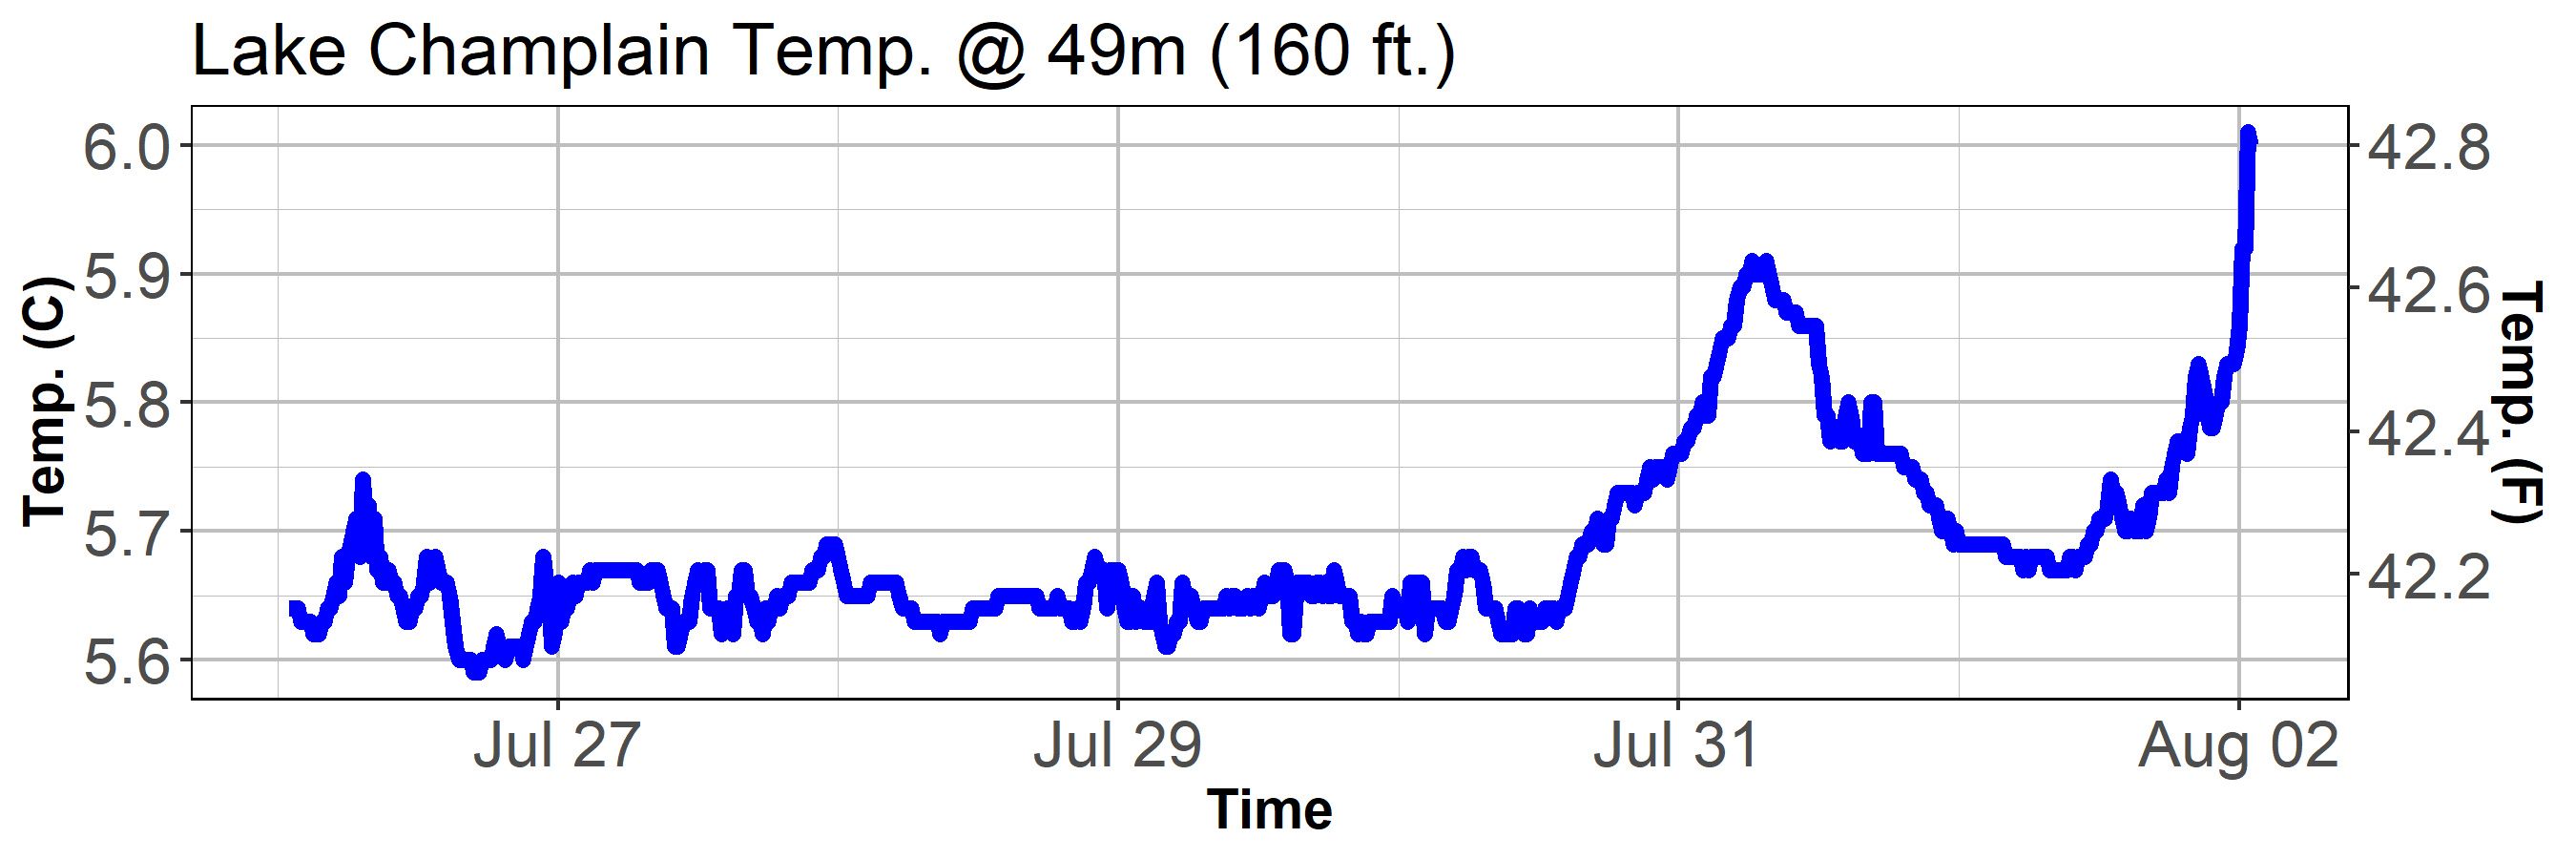 Lake Champlain Temp. @ 49m (160 ft.)
6.0
5.9
5.8
5.7
5.6
Temp. (C)
42.8
42.6
42.4
42.2
Temp. (F)
Jul 27 Jul 29 Jul 31 Aug 02
Time